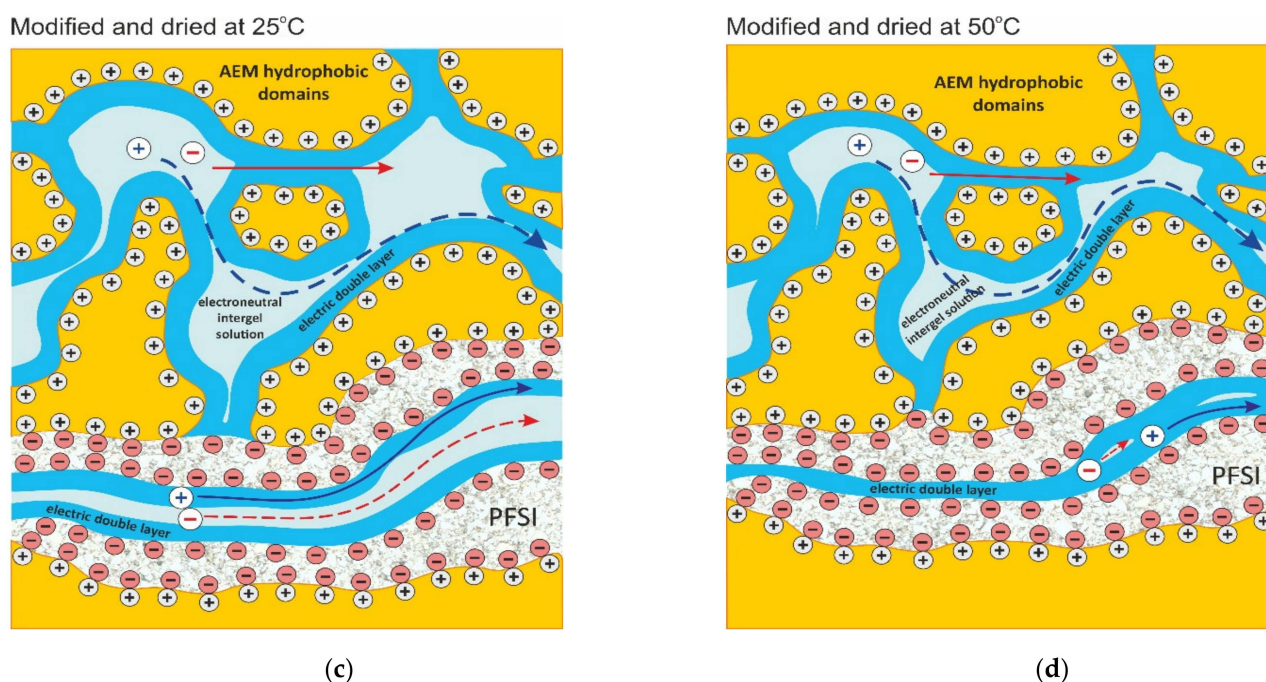 Modified and dried at 25°C
AEM hydrophobic
domains
electroneutral
intergel
solution
electric double layer
electric double layer
PFSI
(c)
Modified and dried at 50°C
AEM hydrophobic
domains
electroneutral
intergel solution
electric double layer
electric double layer
PFSI
(d)